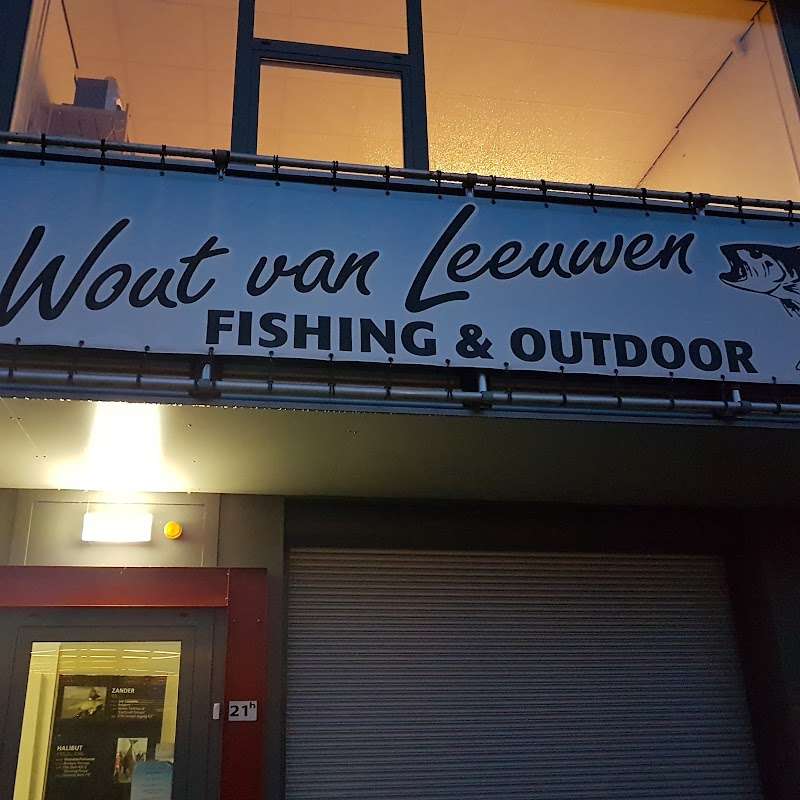 Wout van Leeuwen
FISHING & OUTDOOR
21h
ZANDER
HALIBUT